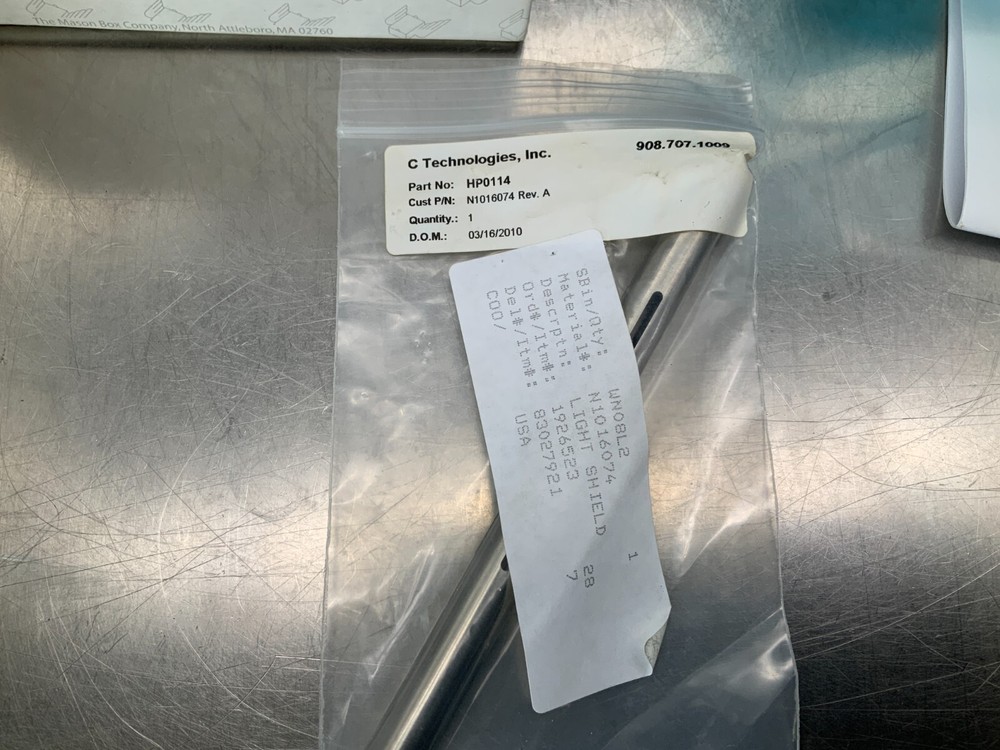 The Mason Box Company, North Attleboro, MA 02760
C Technologies, Inc. 908.707.1009
Part No: HP0114
Cust P/N: N1016074 Rev. A
Quantity.: 1
D.O.M.: 03/16/2010
SBin/Qty: WN08L2 1
Material#: N1016074
Descrptn: LIGHT SHIELD
Ord#/Itm#: 1926523 28
Del#/Itm#: 83027921 7
COO/ USA